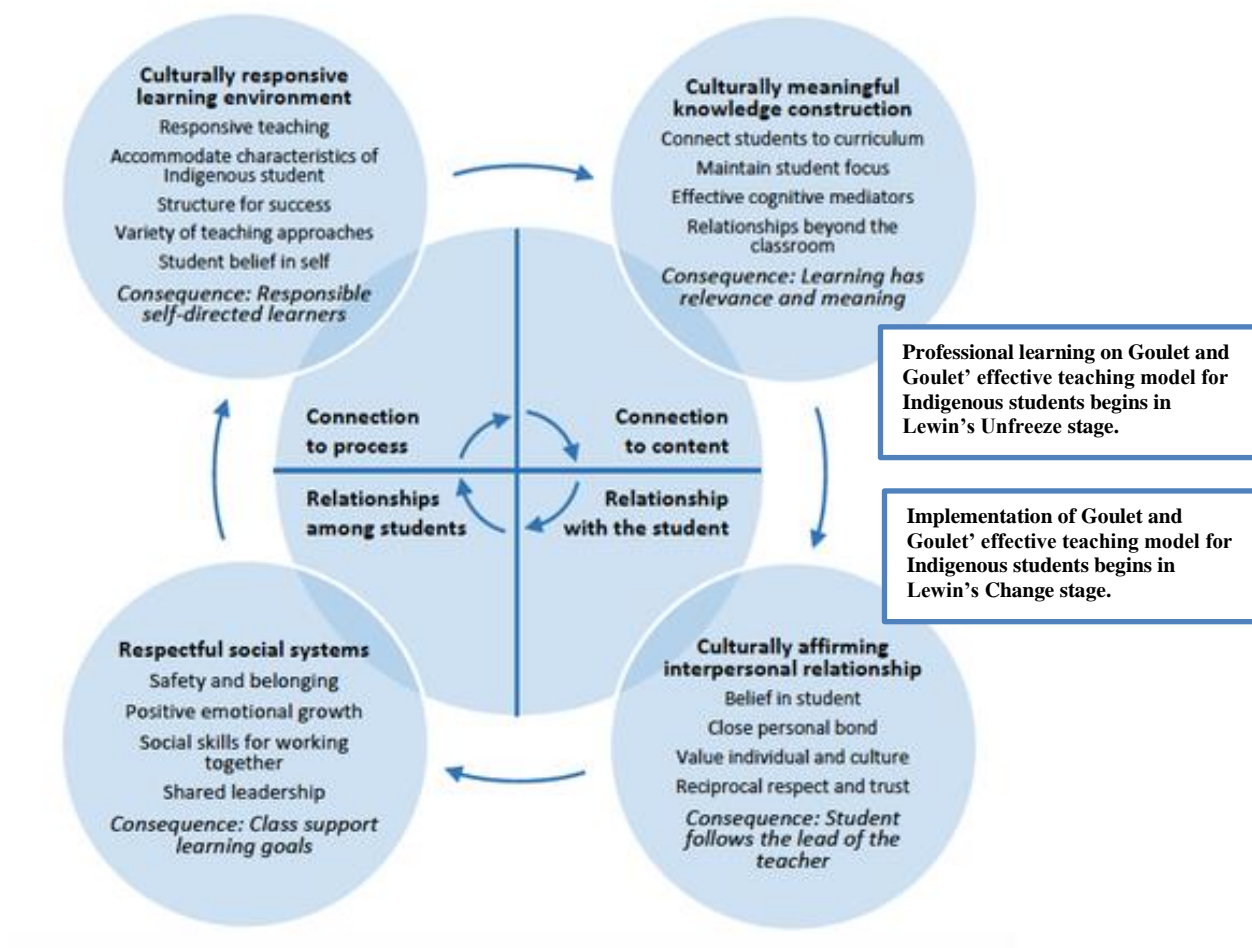 Culturally responsive
learning environment
Responsive teaching
Accommodate characteristics of
Indigenous student
Structure for success
Variety of teaching approaches
Student belief in self
Consequence: Responsible
self-directed learners
Culturally meaningful
knowledge construction
Connect students to curriculum
Maintain student focus
Effective cognitive mediators
Relationships beyond the
classroom
Consequence: Learning has
relevance and meaning
Professional learning on Goulet and
Goulet’ effective teaching model for
Indigenous students begins in
Lewin’s Unfreeze stage.
Connection
to process
Connection
to content
Relationships
among students
Relationship
with the student
Implementation of Goulet and
Goulet’ effective teaching model for
Indigenous students begins in
Lewin’s Change stage.
Respectful social systems
Safety and belonging
Positive emotional growth
Social skills for working
together
Shared leadership
Consequence: Class support
learning goals
Culturally affirming
interpersonal relationship
Belief in student
Close personal bond
Value individual and culture
Reciprocal respect and trust
Consequence: Student
follows the lead of the
teacher